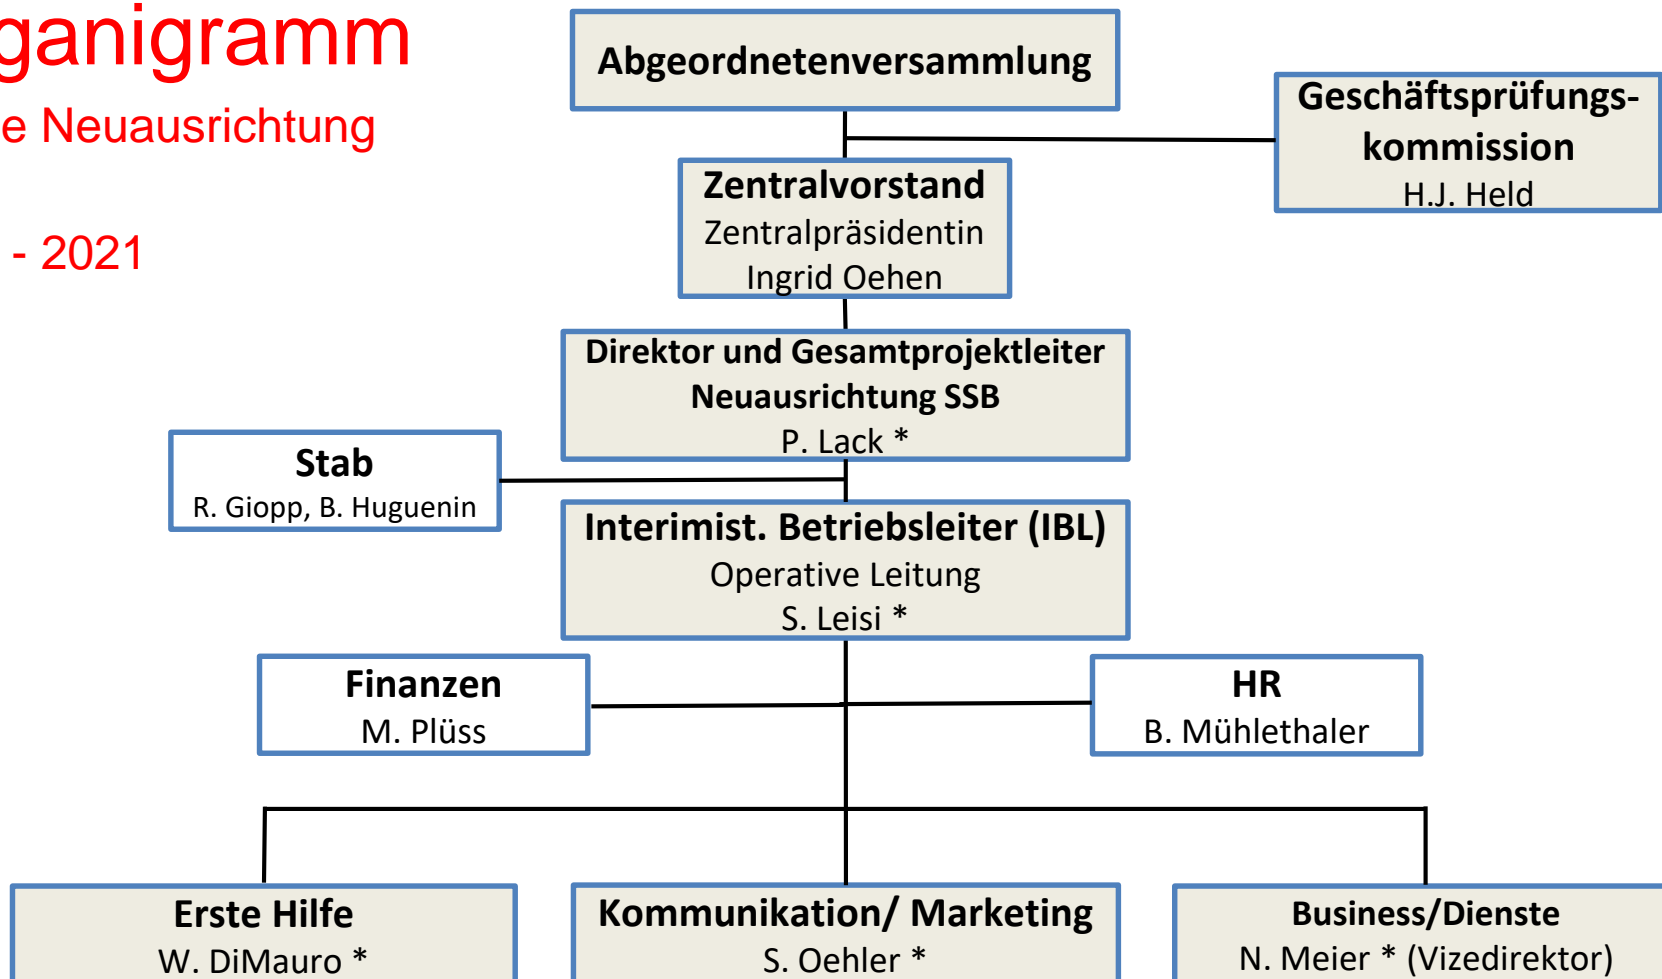 ganigramm
e Neuausrichtung
- 2021
Abgeordnetenversammlung
Geschäftsprüfungs-
kommission
H.J. Held
Zentralvorstand
Zentralpräsidentin
Ingrid Oehen
Direktor und Gesamtprojektleiter
Neuausrichtung SSB
P. Lack *
Stab
R. Giopp, B. Huguenin
Interimist. Betriebsleiter (IBL)
Operative Leitung
S. Leisi *
Finanzen
M. Plüss
HR
B. Mühlethaler
Erste Hilfe
W. DiMauro *
Kommunikation/ Marketing
S. Oehler *
Business/Dienste
N. Meier * (Vizedirektor)